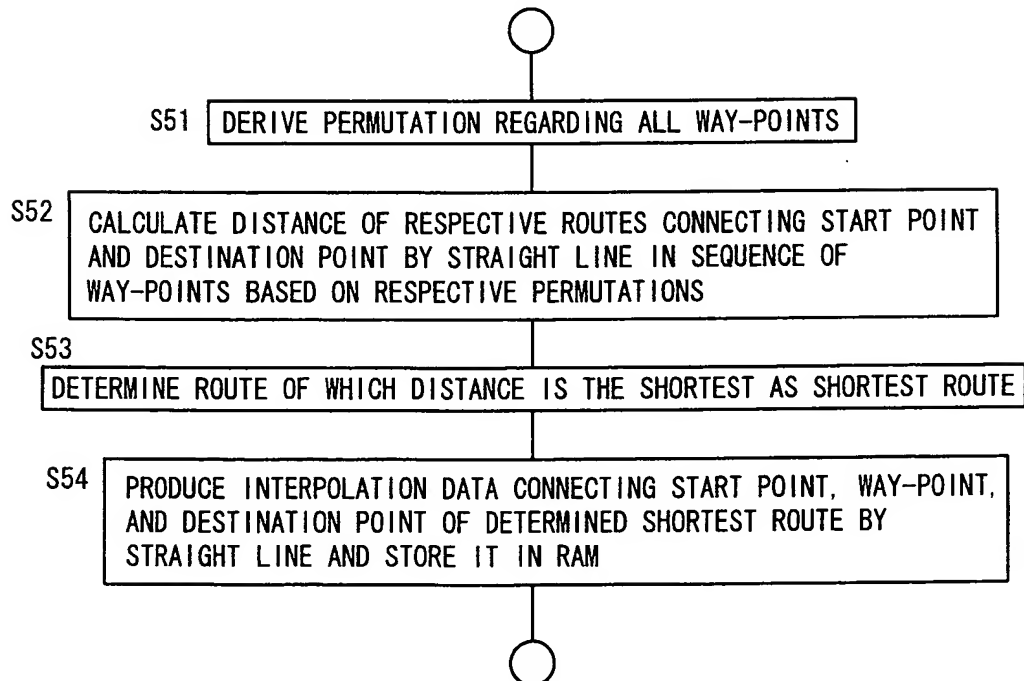 S51 DERIVE PERMUTATION REGARDING ALL WAY-POINTS
S52
CALCULATE DISTANCE OF RESPECTIVE ROUTES CONNECTING START POINT
AND DESTINATION POINT BY STRAIGHT LINE IN SEQUENCE OF
WAY-POINTS BASED ON RESPECTIVE PERMUTATIONS
S53
DETERMINE ROUTE OF WHICH DISTANCE IS THE SHORTEST AS SHORTEST ROUTE
S54
PRODUCE INTERPOLATION DATA CONNECTING START POINT, WAY-POINT,
AND DESTINATION POINT OF DETERMINED SHORTEST ROUTE BY
STRAIGHT LINE AND STORE IT IN RAM